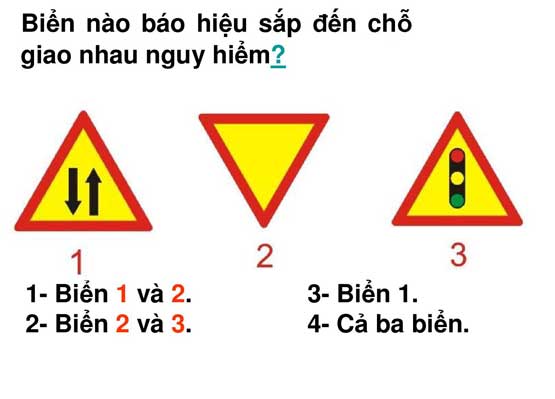 Biển nào báo hiệu sắp đến chỗ
giao nhau nguy hiểm?
1
2
3
1- Biển 1 và 2.
3- Biển 1.
2- Biển 2 và 3.
4- Cả ba biển.